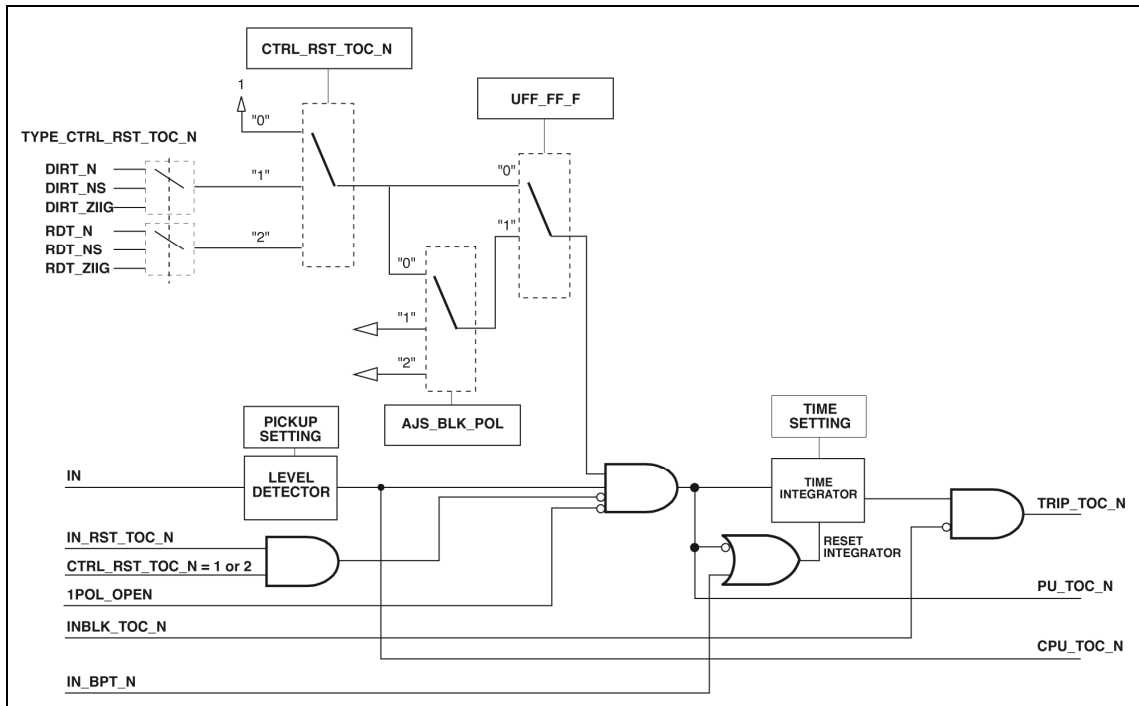 CTRL_RST_TOC_N
UFF_FF_F
1
"0"
TYPE_CTRL_RST_TOC_N
DIRT_N
DIRT_NS
DIRT_ZIIG
"1"
"0"
RDT_N
RDT_NS
RDT_ZIIG
"2"
"1"
"0"
"1"
"2"
AJS_BLK_POL
PICKUP
SETTING
TIME
SETTING
IN
LEVEL
DETECTOR
TIME
INTEGRATOR
TRIP_TOC_N
IN_RST_TOC_N
RESET
INTEGRATOR
CTRL_RST_TOC_N = 1 or 2
1POL_OPEN
PU_TOC_N
INBLK_TOC_N
CPU_TOC_N
IN_BPT_N